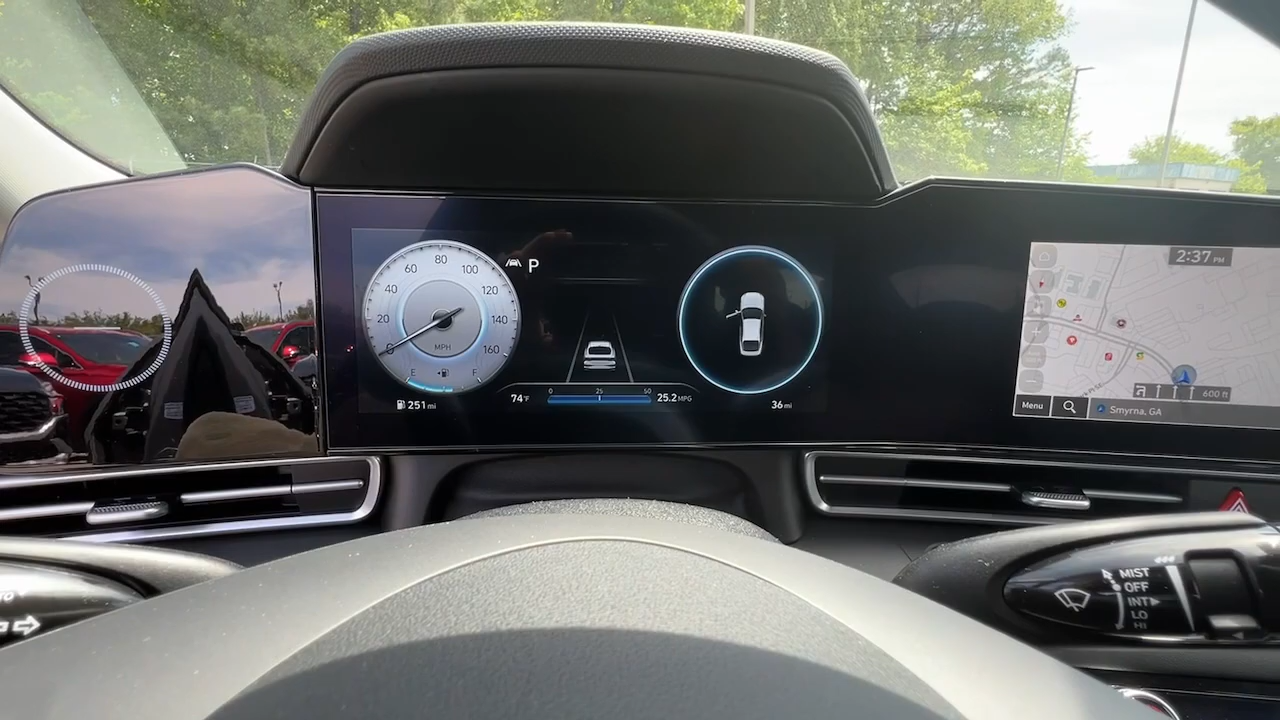 80
60 100
40 120
20 140
0 160
MPH
E F
251 mi
P
0 25 50
74°F 25.2 MPG
36 mi
2:37 PM
600 ft
Menu
Smyrna, GA
MIST
OFF
INT
LO
HI